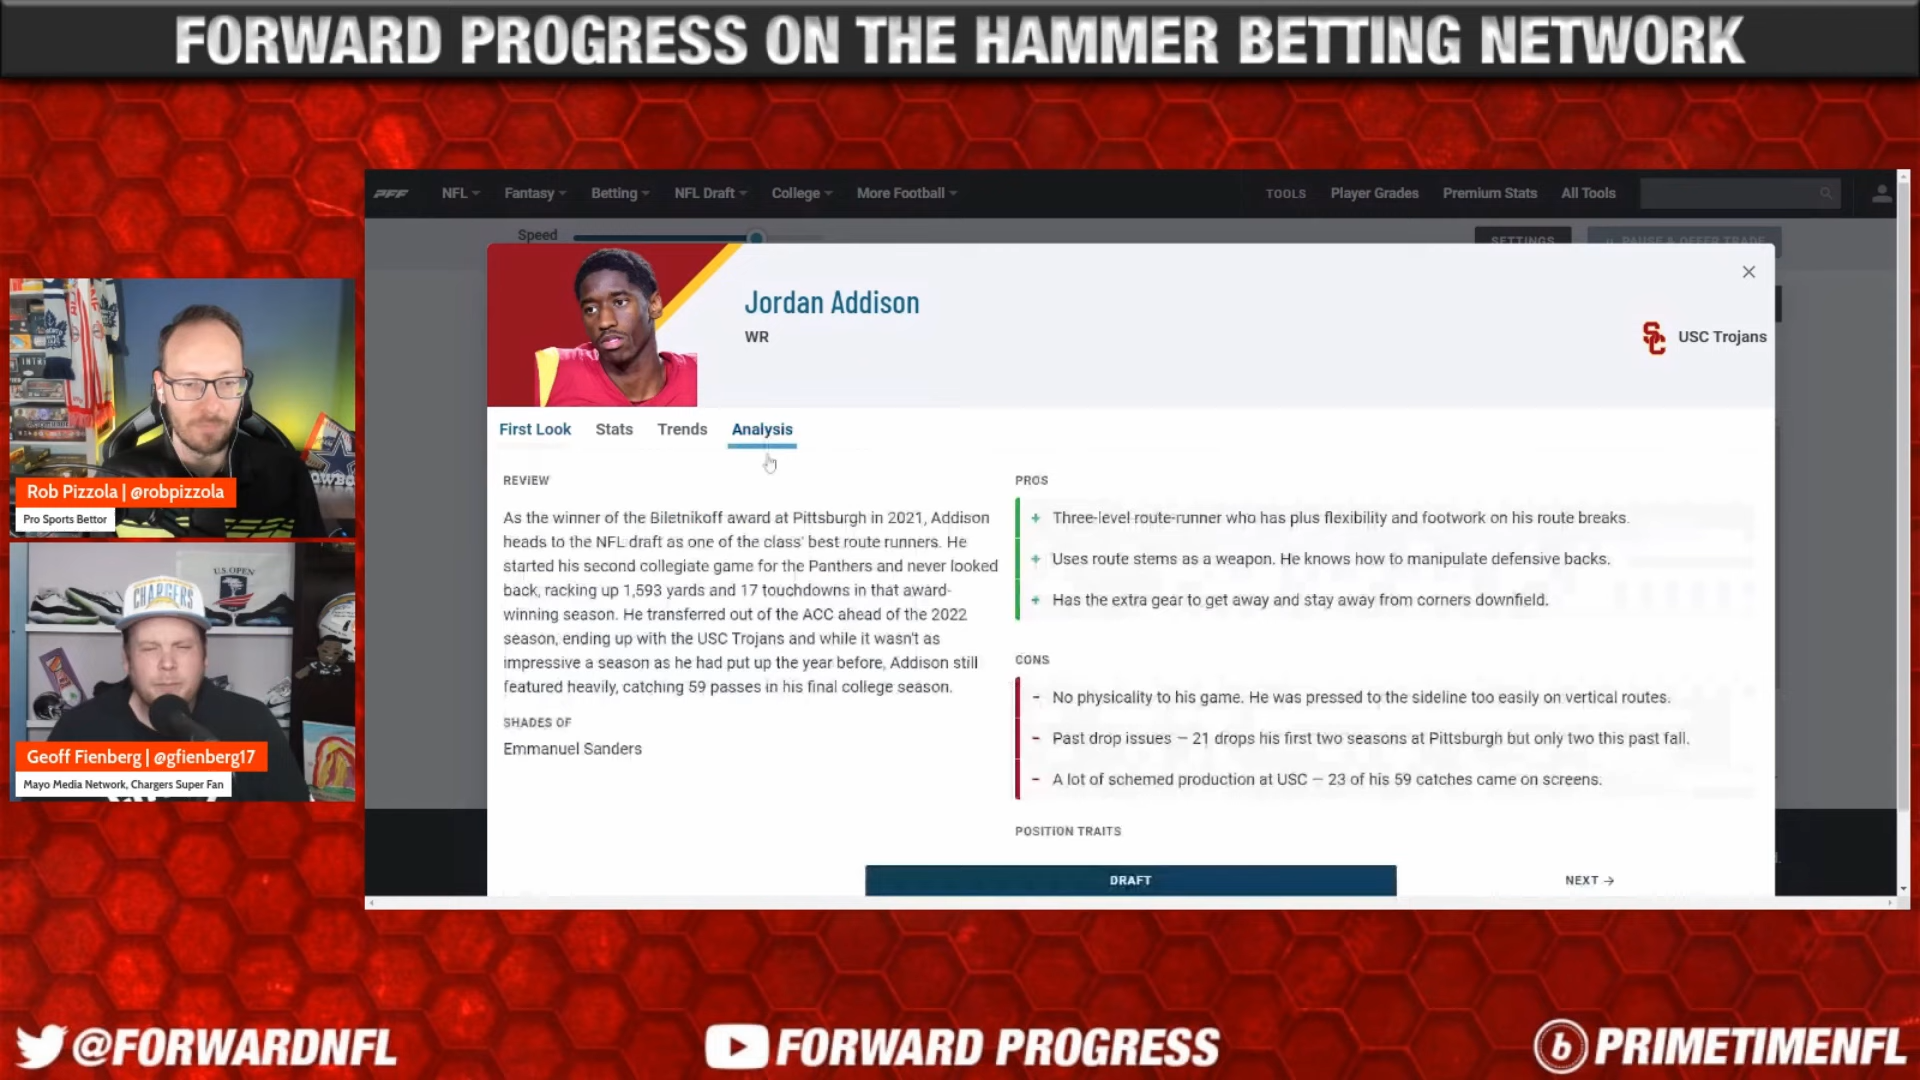 FORWARD PROGRESS ON THE HAMMER BETTING NETWORK
PFF
NFL
Fantasy
Betting
NFL Draft
College
More Football
TOOLS
Player Grades
Premium Stats
All Tools
Speed
SETTINGS
PAUSE & OFFER TRADE
Jordan Addison
WR
SC
USC Trojans
First Look
Stats
Trends
Analysis
REVIEW
As the winner of the Biletnikoff award at Pittsburgh in 2021, Addison
heads to the NFL draft as one of the class' best route runners. He
started his second collegiate game for the Panthers and never looked
back, racking up 1,593 yards and 17 touchdowns in that award-
winning season. He transferred out of the ACC ahead of the 2022
season, ending up with the USC Trojans and while it wasn't as
impressive a season as he had put up the year before, Addison still
featured heavily, catching 59 passes in his final college season.
SHADES OF
Emmanuel Sanders
PROS
+ Three-level route-runner who has plus flexibility and footwork on his route breaks.
+ Uses route stems as a weapon. He knows how to manipulate defensive backs.
+ Has the extra gear to get away and stay away from corners downfield.
CONS
- No physicality to his game. He was pressed to the sideline too easily on vertical routes.
- Past drop issues — 21 drops his first two seasons at Pittsburgh but only two this past fall.
- A lot of schemed production at USC — 23 of his 59 catches came on screens.
POSITION TRAITS
DRAFT
NEXT →
Rob Pizzola | @robpizzola
Pro Sports Bettor
U.S. OPEN
CHARGERS
Geoff Fienberg | @gfienberg17
Mayo Media Network, Chargers Super Fan
@FORWARDNFL
FORWARD PROGRESS
b PRIMETIMENFL